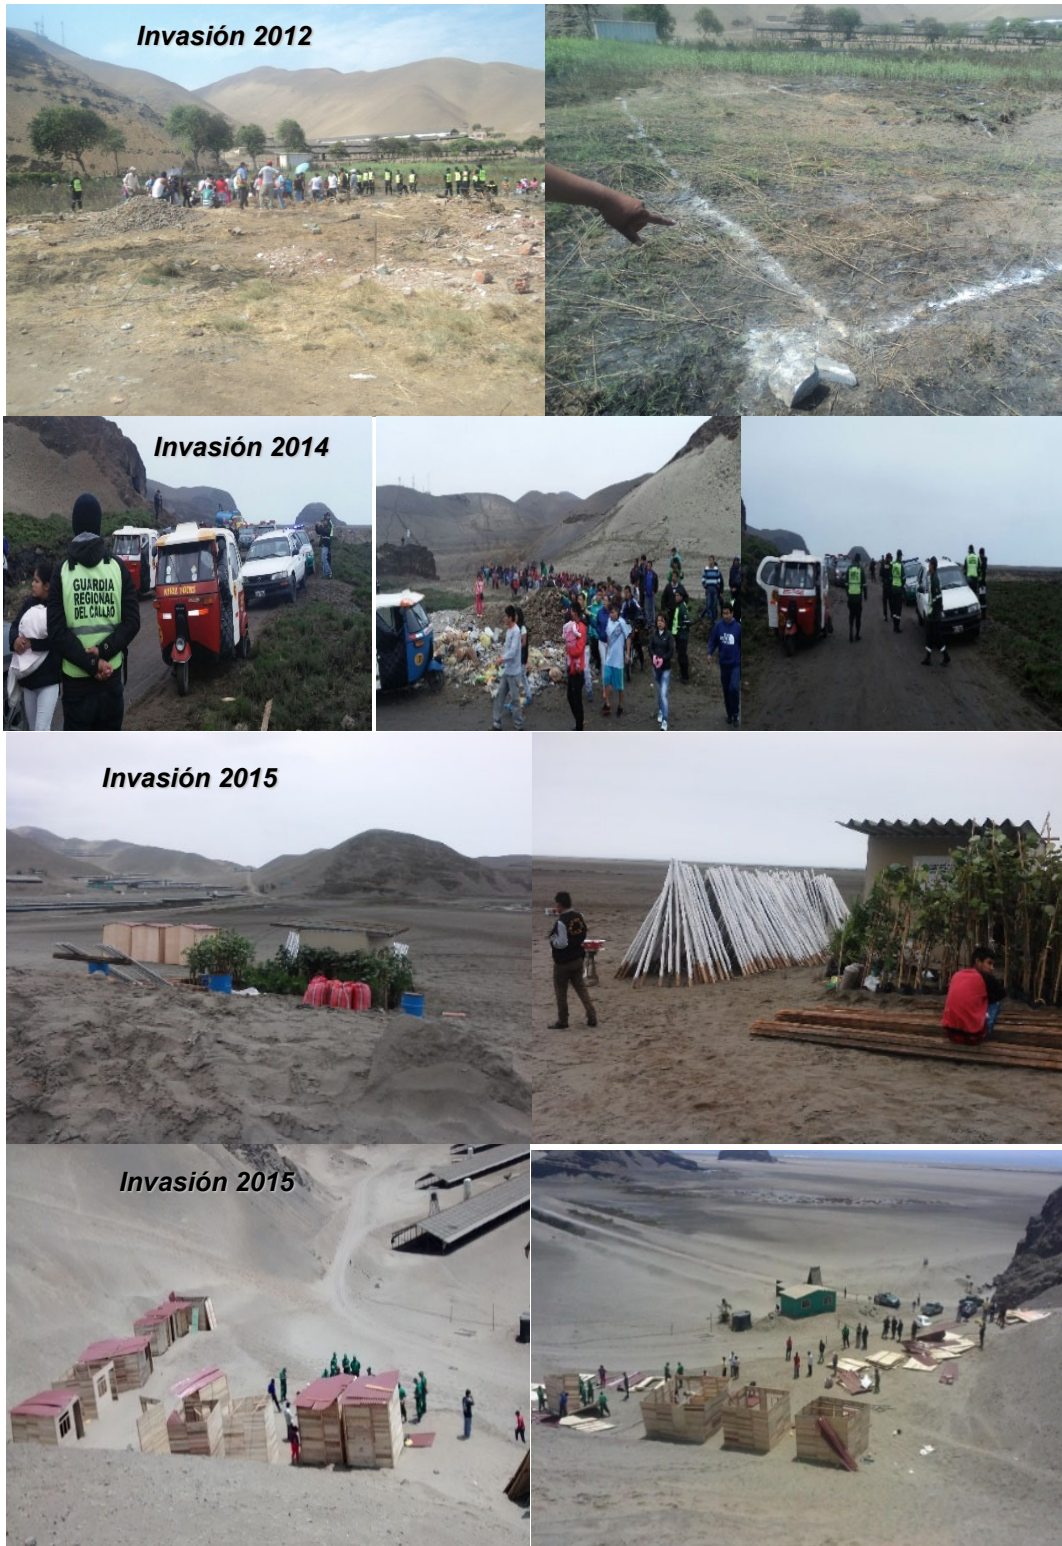 Invasión 2012
Invasión 2014
GUARDIA
REGIONAL
DEL CALLAO
Invasión 2015
Invasión 2015